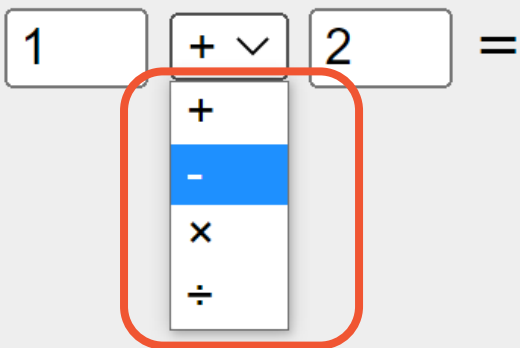 1 + 2 =
+
-
×
÷